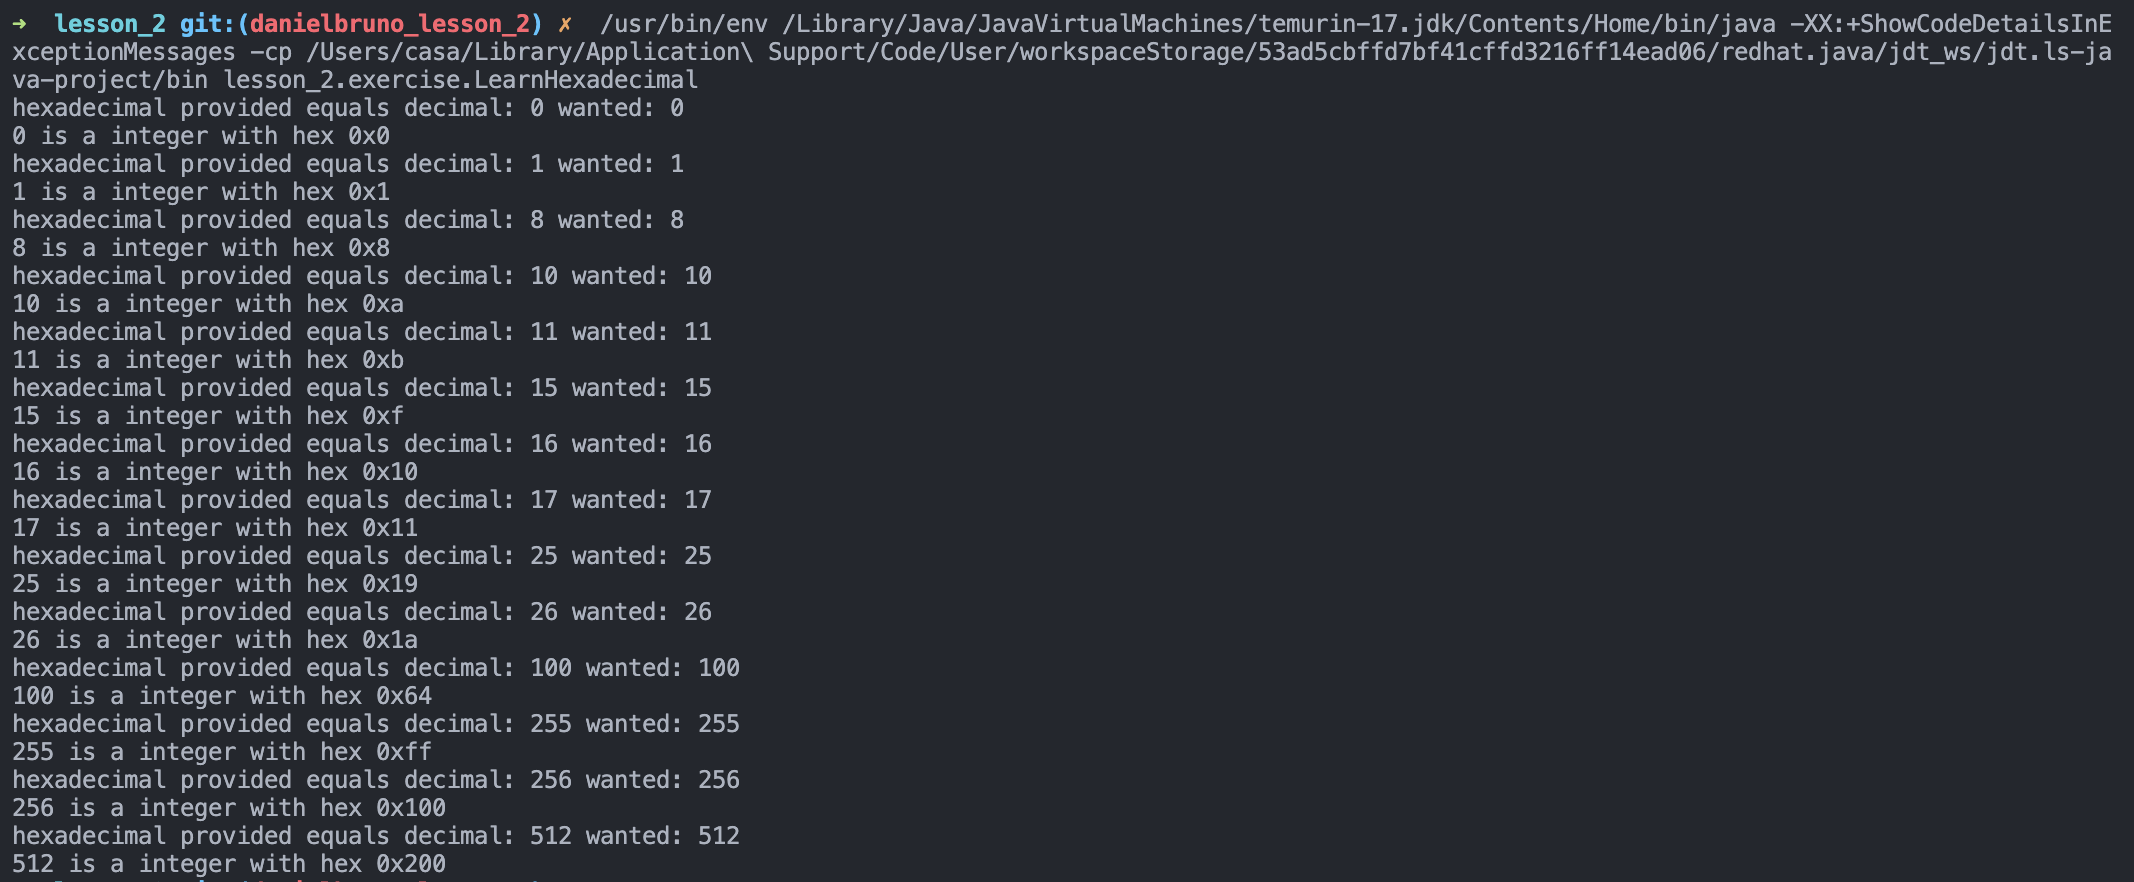 ➜  lesson_2 git:(danielbruno_lesson_2) ✗  /usr/bin/env /Library/Java/JavaVirtualMachines/temurin-17.jdk/Contents/Home/bin/java -XX:+ShowCodeDetailsInE
xceptionMessages -cp /Users/casa/Library/Application\ Support/Code/User/workspaceStorage/53ad5cbffd7bf41cffd3216ff14ead06/redhat.java/jdt_ws/jdt.ls-ja
va-project/bin lesson_2.exercise.LearnHexadecimal
hexadecimal provided equals decimal: 0 wanted: 0
0 is a integer with hex 0x0
hexadecimal provided equals decimal: 1 wanted: 1
1 is a integer with hex 0x1
hexadecimal provided equals decimal: 8 wanted: 8
8 is a integer with hex 0x8
hexadecimal provided equals decimal: 10 wanted: 10
10 is a integer with hex 0xa
hexadecimal provided equals decimal: 11 wanted: 11
11 is a integer with hex 0xb
hexadecimal provided equals decimal: 15 wanted: 15
15 is a integer with hex 0xf
hexadecimal provided equals decimal: 16 wanted: 16
16 is a integer with hex 0x10
hexadecimal provided equals decimal: 17 wanted: 17
17 is a integer with hex 0x11
hexadecimal provided equals decimal: 25 wanted: 25
25 is a integer with hex 0x19
hexadecimal provided equals decimal: 26 wanted: 26
26 is a integer with hex 0x1a
hexadecimal provided equals decimal: 100 wanted: 100
100 is a integer with hex 0x64
hexadecimal provided equals decimal: 255 wanted: 255
255 is a integer with hex 0xff
hexadecimal provided equals decimal: 256 wanted: 256
256 is a integer with hex 0x100
hexadecimal provided equals decimal: 512 wanted: 512
512 is a integer with hex 0x200